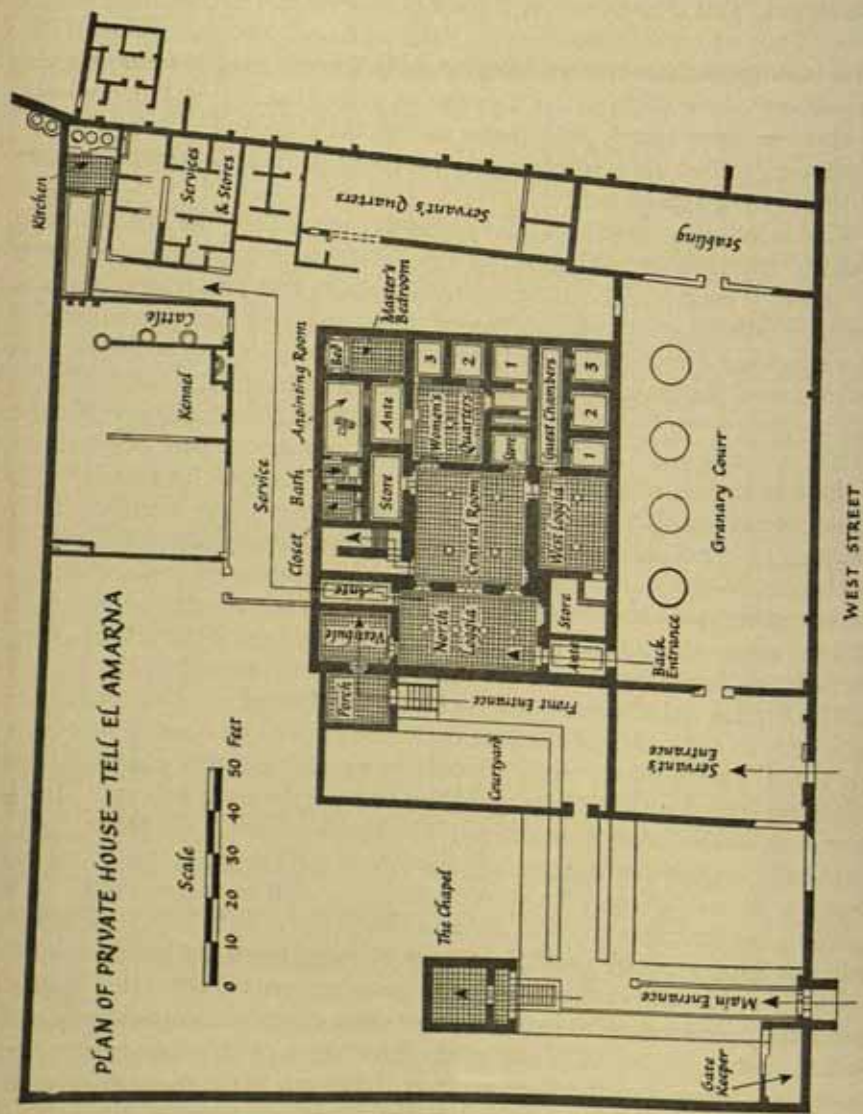 PLAN OF PRIVATE HOUSE – TELL EL AMARNA
Scale
0 10 20 30 40 50 Feet
Kitchen
Services
& Stores
Servant's Quarters
Stabling
Cattle
Kennel
Service
Master's
Bedroom
Anointing Room
Bath
Closet
Bed
Ante
Store
Ante
Vestibule
Porch
Women's
Quarters
3
2
1
Store
Guest Chambers
1
2
3
Central Room
West Loggia
North
Loggia
Store
Ante
Back
Entrance
Front Entrance
Courtyard
Granary Court
Servant's
Entrance
The Chapel
Main Entrance
Gate
Keeper
WEST STREET